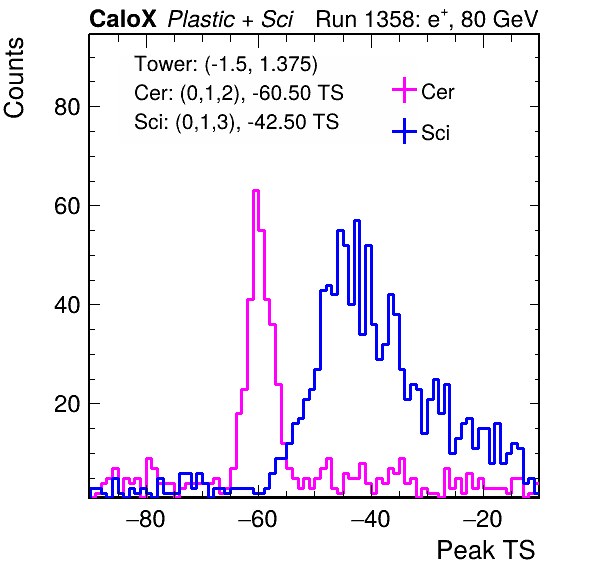 CaloX Plastic + Sci Run 1358: e⁺, 80 GeV
Counts
Tower: (-1.5, 1.375)
Cer: (0,1,2), -60.50 TS
Sci: (0,1,3), -42.50 TS
Cer
Sci
80
60
40
20
−80 −60 −40 −20
Peak TS